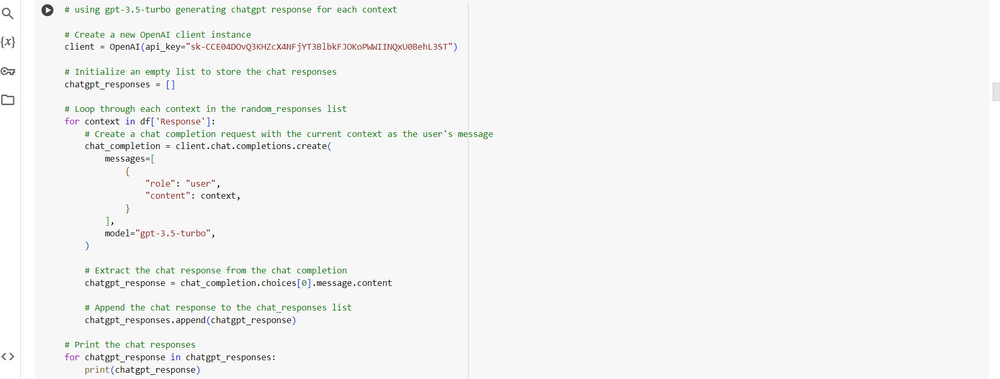 # using gpt-3.5-turbo generating chatgpt response for each context
# Create a new OpenAI client instance
client = OpenAI(api_key="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")
# Initialize an empty list to store the chat responses
chatgpt_responses = []
# Loop through each context in the random_responses list
for context in df['Response']:
    # Create a chat completion request with the current context as the user's message
    chat_completion = client.chat.completions.create(
        messages=[
            {
                "role": "user",
                "content": context,
            }
        ],
        model="gpt-3.5-turbo",
    )
    # Extract the chat response from the chat completion
    chatgpt_response = chat_completion.choices[0].message.content
    # Append the chat response to the chat_responses list
    chatgpt_responses.append(chatgpt_response)
# Print the chat responses
for chatgpt_response in chatgpt_responses:
    print(chatgpt_response)